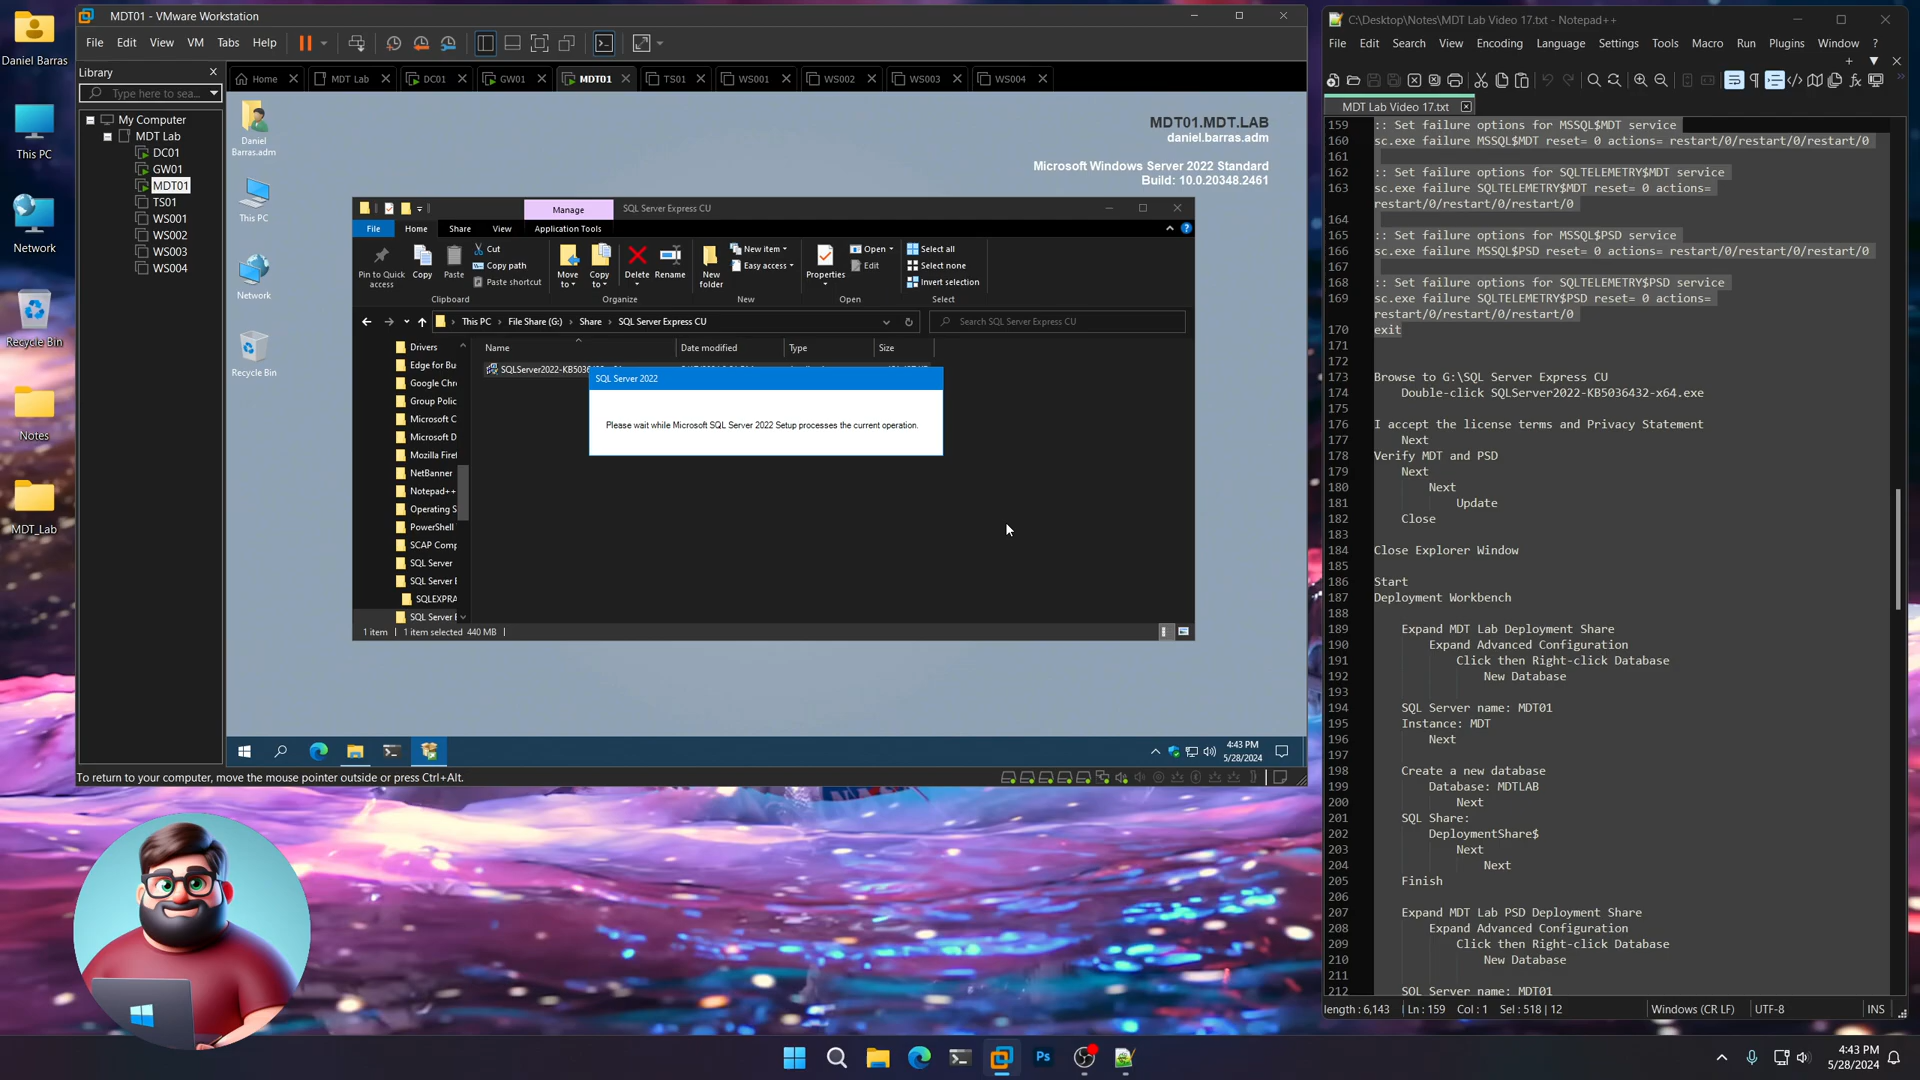 Daniel Barras
This PC
Network
Recycle Bin
Notes
MDT_Lab
MDT01 - VMware Workstation
File Edit View VM Tabs Help
Library
Type here to sea...
My Computer
MDT Lab
DC01
GW01
MDT01
TS01
WS001
WS002
WS003
WS004
Home
MDT Lab
DC01
GW01
MDT01
TS01
WS001
WS002
WS003
WS004
Daniel
Barras.adm
This PC
Network
Recycle Bin
MDT01.MDT.LAB
daniel.barras.adm
Microsoft Windows Server 2022 Standard
Build: 10.0.20348.2461
Manage
SQL Server Express CU
File Home Share View Application Tools
Pin to Quick
access
Copy
Paste
Cut
Copy path
Paste shortcut
Clipboard
Move
to
Copy
to
Delete
Rename
Organize
New
folder
New item
Easy access
New
Properties
Open
Edit
Open
Select all
Select none
Invert selection
Select
This PC > File Share (G:) > Share > SQL Server Express CU
Search SQL Server Express CU
Name
Date modified
Type
Size
Drivers
Edge for Bu
Google Chr
Group Polic
Microsoft C
Microsoft D
Mozilla Firef
NetBanner
Notepad++
Operating S
PowerShell
SCAP Comp
SQL Server
SQL Server E
SQLEXPRA
SQL Server E
SQLServer2022-KB50364
SQL Server 2022
Please wait while Microsoft SQL Server 2022 Setup processes the current operation.
1 item
1 item selected 440 MB
4:43 PM
5/28/2024
To return to your computer, move the mouse pointer outside or press Ctrl+Alt.
C:\Desktop\Notes\MDT Lab Video 17.txt - Notepad++
File Edit Search View Encoding Language Settings Tools Macro Run Plugins Window ?
MDT Lab Video 17.txt
159 :: Set failure options for MSSQL$MDT service
160 sc.exe failure MSSQL$MDT reset= 0 actions= restart/0/restart/0/restart/0
161
162 :: Set failure options for SQLTELEMETRY$MDT service
163 sc.exe failure SQLTELEMETRY$MDT reset= 0 actions=
restart/0/restart/0/restart/0
164
165 :: Set failure options for MSSQL$PSD service
166 sc.exe failure MSSQL$PSD reset= 0 actions= restart/0/restart/0/restart/0
167
168 :: Set failure options for SQLTELEMETRY$PSD service
169 sc.exe failure SQLTELEMETRY$PSD reset= 0 actions=
restart/0/restart/0/restart/0
170 exit
171
172
173 Browse to G:\SQL Server Express CU
174 Double-click SQLServer2022-KB5036432-x64.exe
175
176 I accept the license terms and Privacy Statement
177 Next
178 Verify MDT and PSD
179 Next
180 Next
181 Update
182 Close
183
184 Close Explorer Window
185
186 Start
187 Deployment Workbench
188
189 Expand MDT Lab Deployment Share
190 Expand Advanced Configuration
191 Click then Right-click Database
192 New Database
193
194 SQL Server name: MDT01
195 Instance: MDT
196 Next
197
198 Create a new database
199 Database: MDTLAB
200 Next
201 SQL Share:
202 DeploymentShare$
203 Next
204 Next
205 Finish
206
207 Expand MDT Lab PSD Deployment Share
208 Expand Advanced Configuration
209 Click then Right-click Database
210 New Database
211
212 SQL Server name: MDT01
length : 6,143 Ln : 159 Col : 1 Sel : 518 | 12 Windows (CR LF) UTF-8 INS
Ps
4:43 PM
5/28/2024